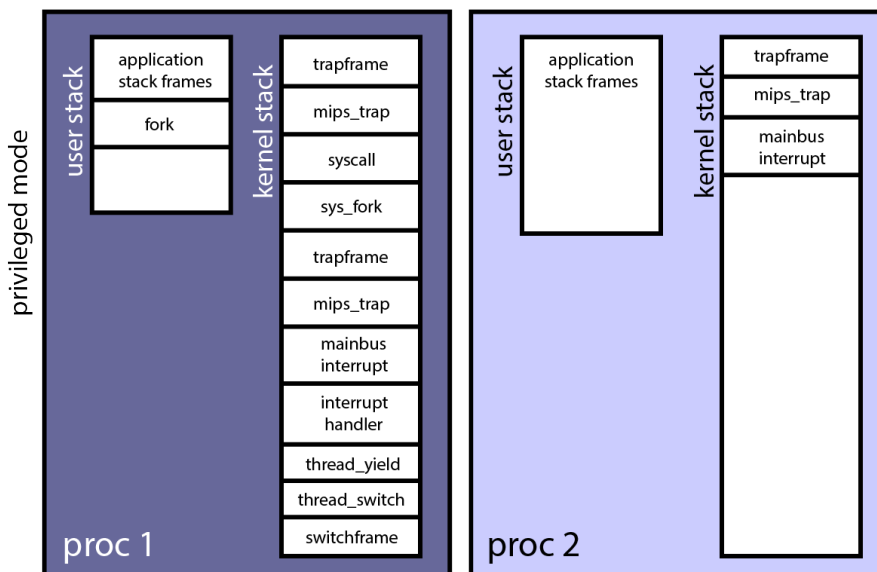 privileged mode
user stack
application
stack frames
fork
kernel stack
trapframe
mips_trap
syscall
sys_fork
trapframe
mips_trap
mainbus
interrupt
interrupt
handler
thread_yield
thread_switch
switchframe
proc 1
user stack
application
stack frames
kernel stack
trapframe
mips_trap
mainbus
interrupt
proc 2